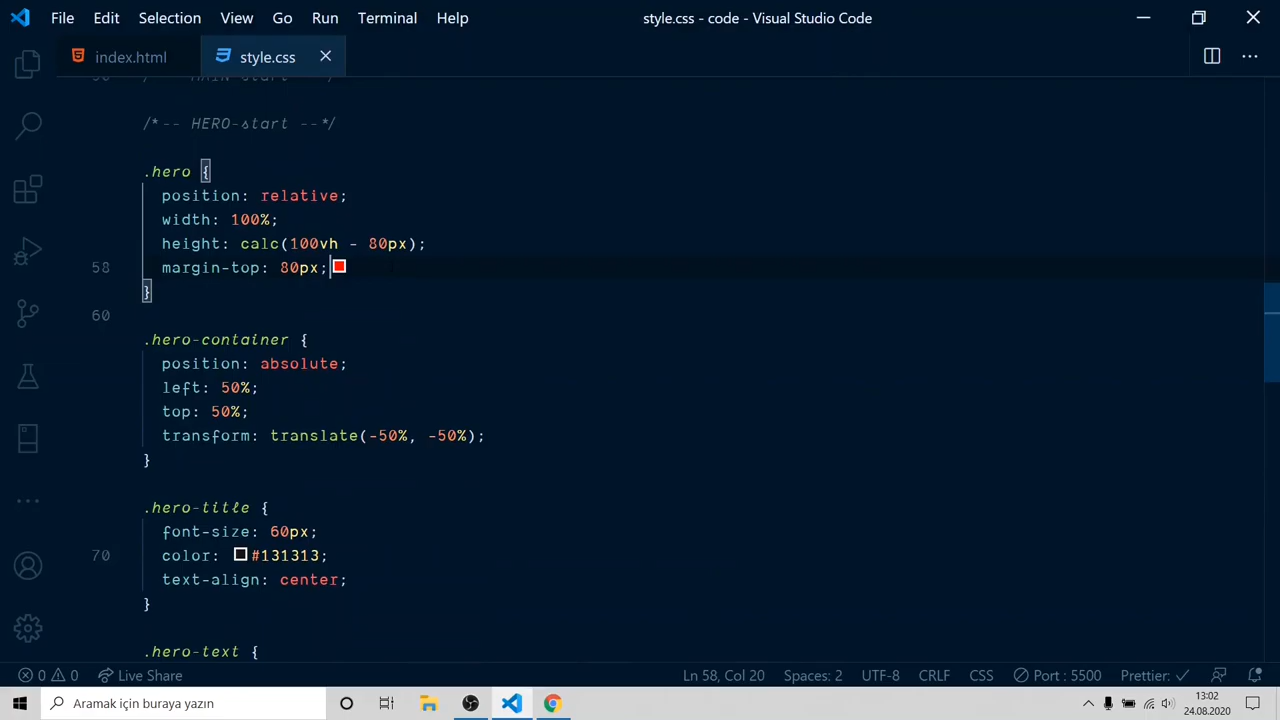 File Edit Selection View Go Run Terminal Help style.css - code - Visual Studio Code
index.html style.css
/*-- HERO-start --*/
.hero {
position: relative;
width: 100%;
height: calc(100vh - 80px);
58 margin-top: 80px;
}
60
.hero-container {
position: absolute;
left: 50%;
top: 50%;
transform: translate(-50%, -50%);
}
.hero-title {
font-size: 60px;
70 color: #131313;
text-align: center;
}
.hero-text {
0 0 Live Share Ln 58, Col 20 Spaces: 2 UTF-8 CRLF CSS Port : 5500 Prettier:
Aramak için buraya yazın 13:02
24.08.2020